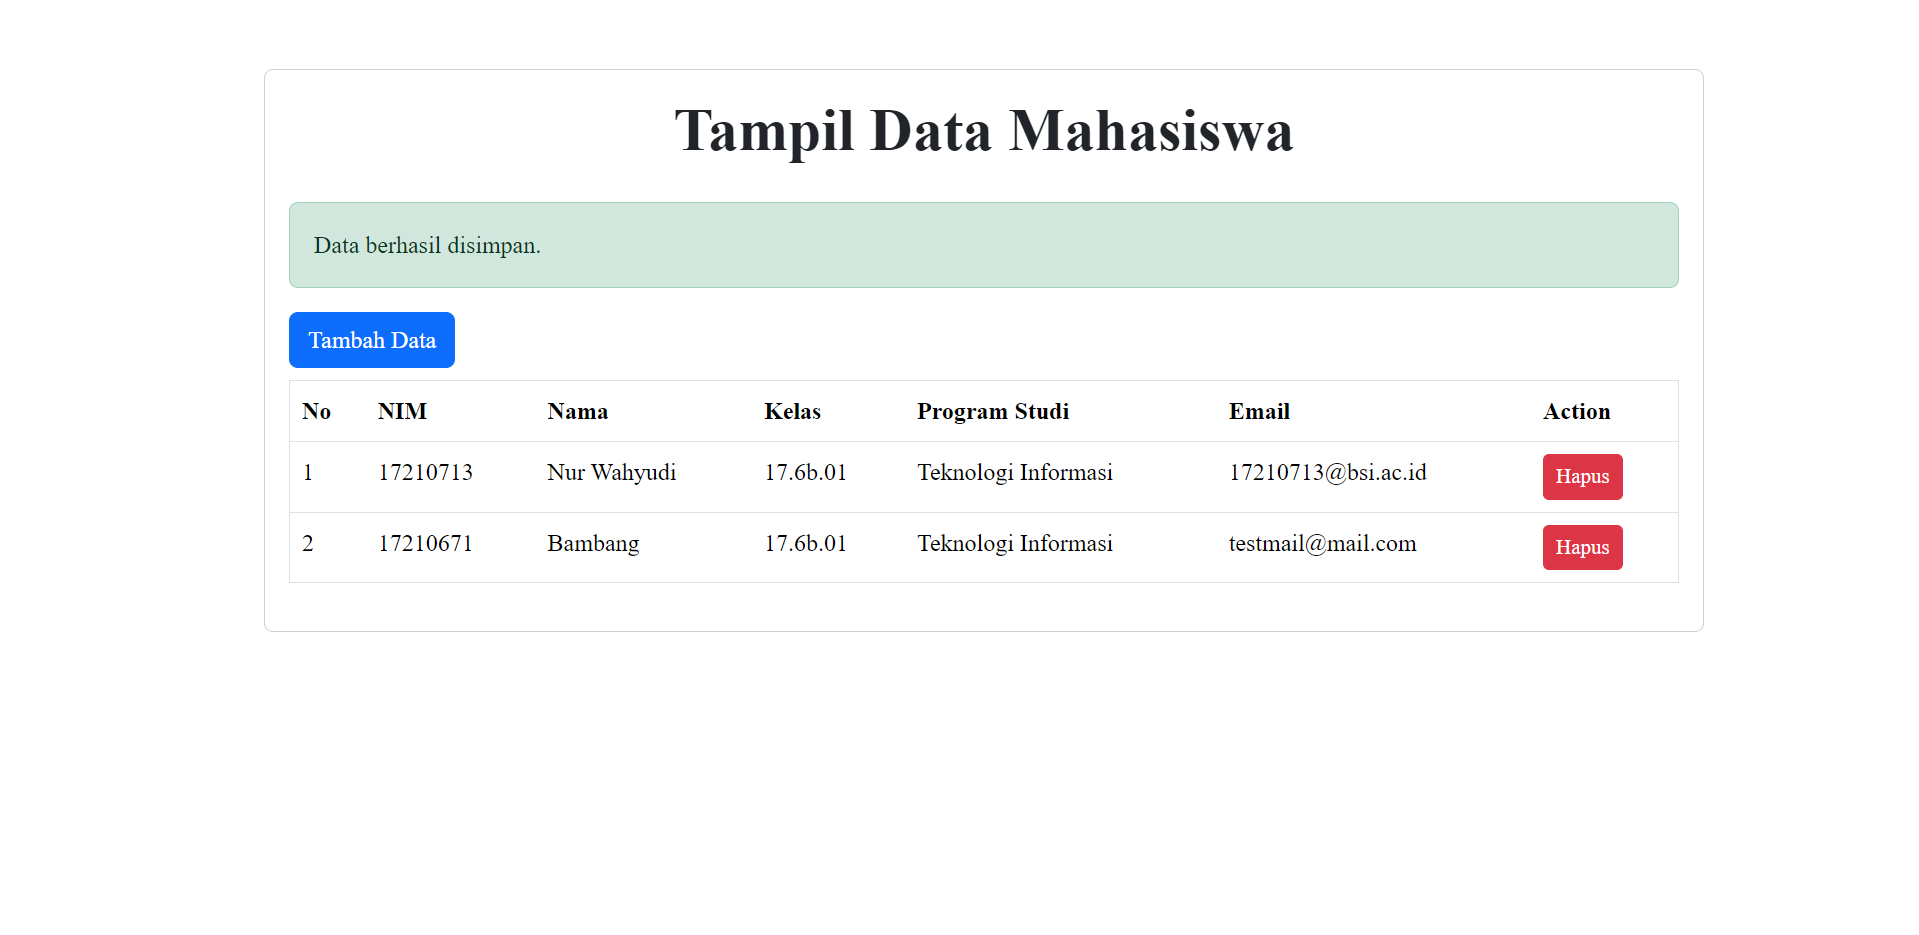 Tampil Data Mahasiswa
Data berhasil disimpan.
Tambah Data
No NIM Nama Kelas Program Studi Email Action
1 17210713 Nur Wahyudi 17.6b.01 Teknologi Informasi 17210713@bsi.ac.id Hapus
2 17210671 Bambang 17.6b.01 Teknologi Informasi testmail@mail.com Hapus